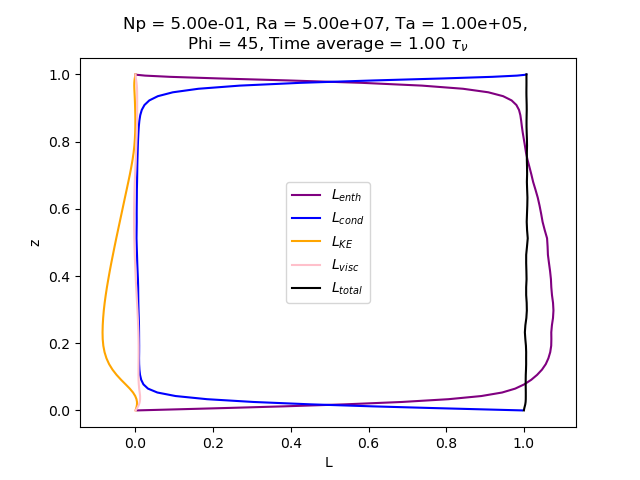 Np = 5.00e-01, Ra = 5.00e+07, Ta = 1.00e+05,
Phi = 45, Time average = 1.00 τ_ν
1.0
0.8
0.6
0.4
0.2
0.0
z
L_enth
L_cond
L_KE
L_visc
L_total
0.0 0.2 0.4 0.6 0.8 1.0
L